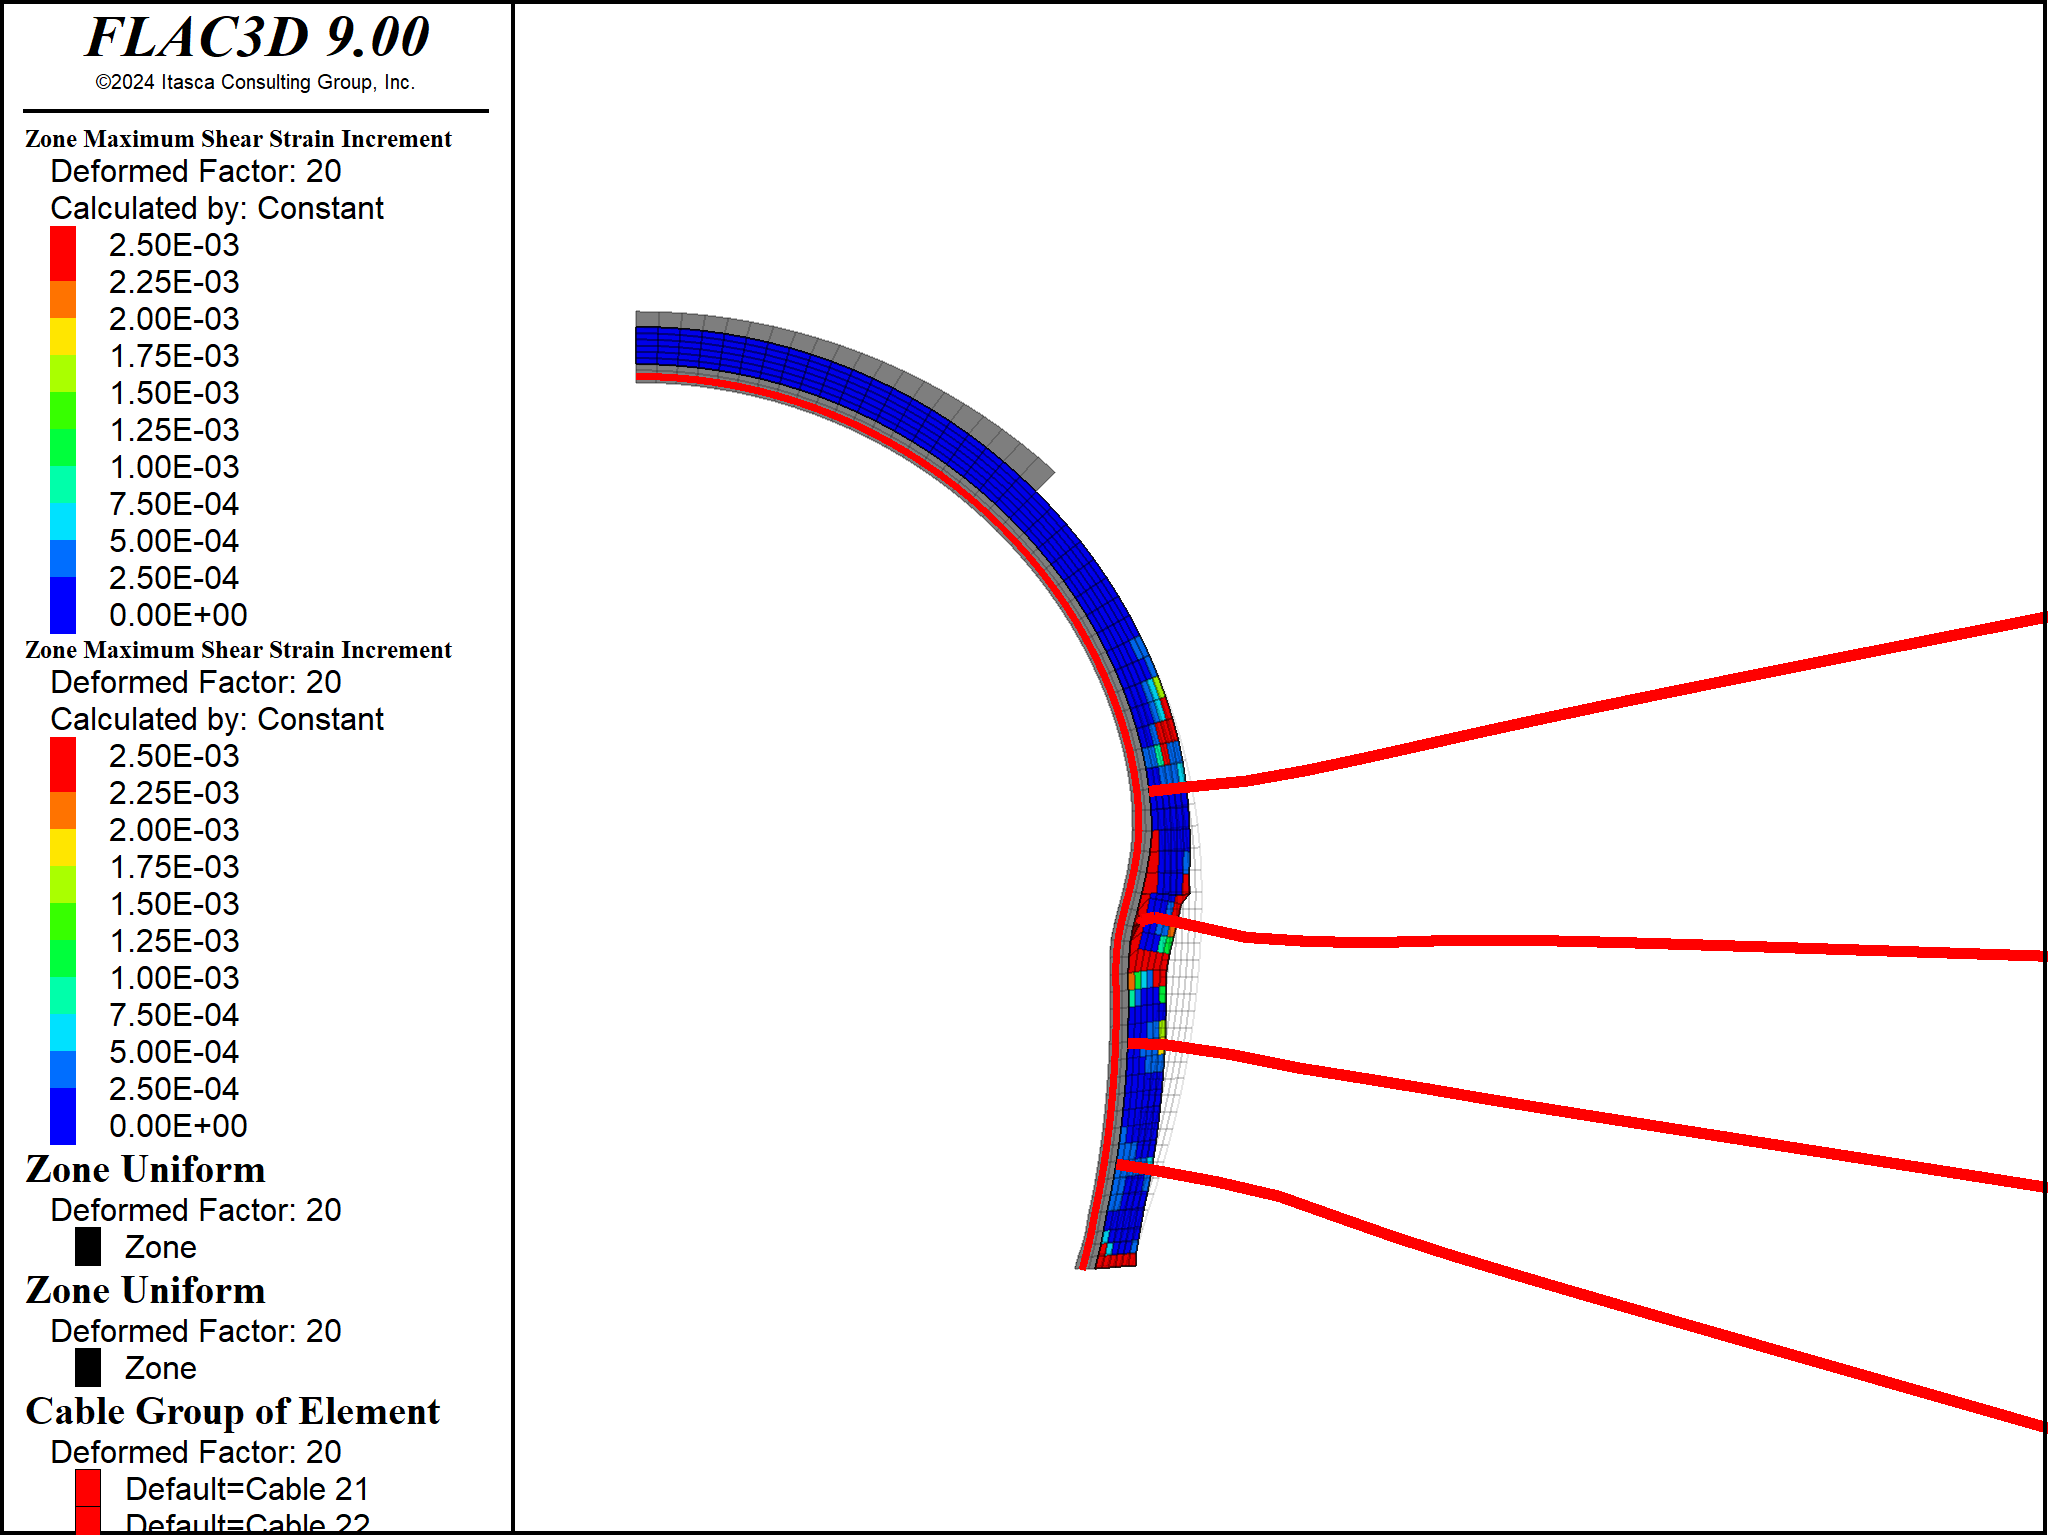 FLAC3D 9.00
©2024 Itasca Consulting Group, Inc.
Zone Maximum Shear Strain Increment
Deformed Factor: 20
Calculated by: Constant
2.50E-03
2.25E-03
2.00E-03
1.75E-03
1.50E-03
1.25E-03
1.00E-03
7.50E-04
5.00E-04
2.50E-04
0.00E+00
Zone Maximum Shear Strain Increment
Deformed Factor: 20
Calculated by: Constant
2.50E-03
2.25E-03
2.00E-03
1.75E-03
1.50E-03
1.25E-03
1.00E-03
7.50E-04
5.00E-04
2.50E-04
0.00E+00
Zone Uniform
Deformed Factor: 20
Zone
Zone Uniform
Deformed Factor: 20
Zone
Cable Group of Element
Deformed Factor: 20
Default=Cable 21
Default=Cable 22